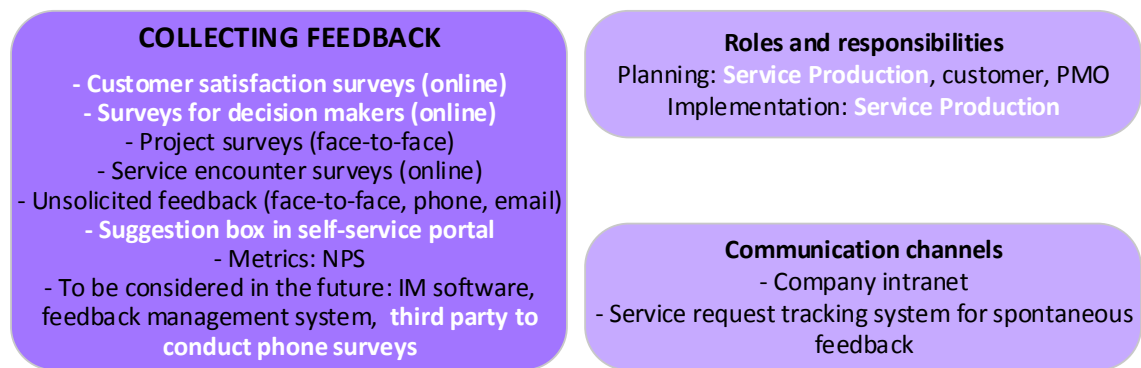 COLLECTING FEEDBACK
- Customer satisfaction surveys (online)
- Surveys for decision makers (online)
- Project surveys (face-to-face)
- Service encounter surveys (online)
- Unsolicited feedback (face-to-face, phone, email)
- Suggestion box in self-service portal
- Metrics: NPS
- To be considered in the future: IM software,
feedback management system, third party to
conduct phone surveys
Roles and responsibilities
Planning: Service Production, customer, PMO
Implementation: Service Production
Communication channels
- Company intranet
- Service request tracking system for spontaneous
feedback